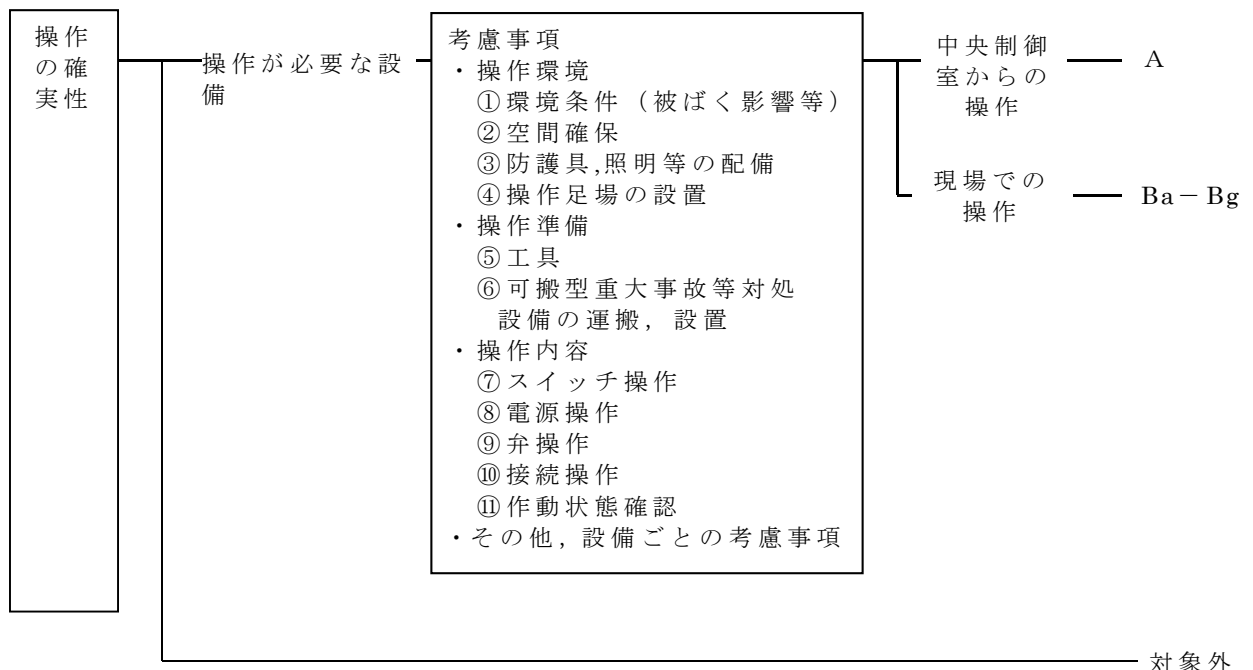 操作
の確
実性
操作が必要な設
備
考慮事項
・操作環境
①環境条件（被ばく影響等）
②空間確保
③防護具,照明等の配備
④操作足場の設置
・操作準備
⑤工具
⑥可搬型重大事故等対処
設備の運搬，設置
・操作内容
⑦スイッチ操作
⑧電源操作
⑨弁操作
⑩接続操作
⑪作動状態確認
・その他，設備ごとの考慮事項
中央制御
室からの
操作
A
現場での
操作
Ba－Bg
対象外